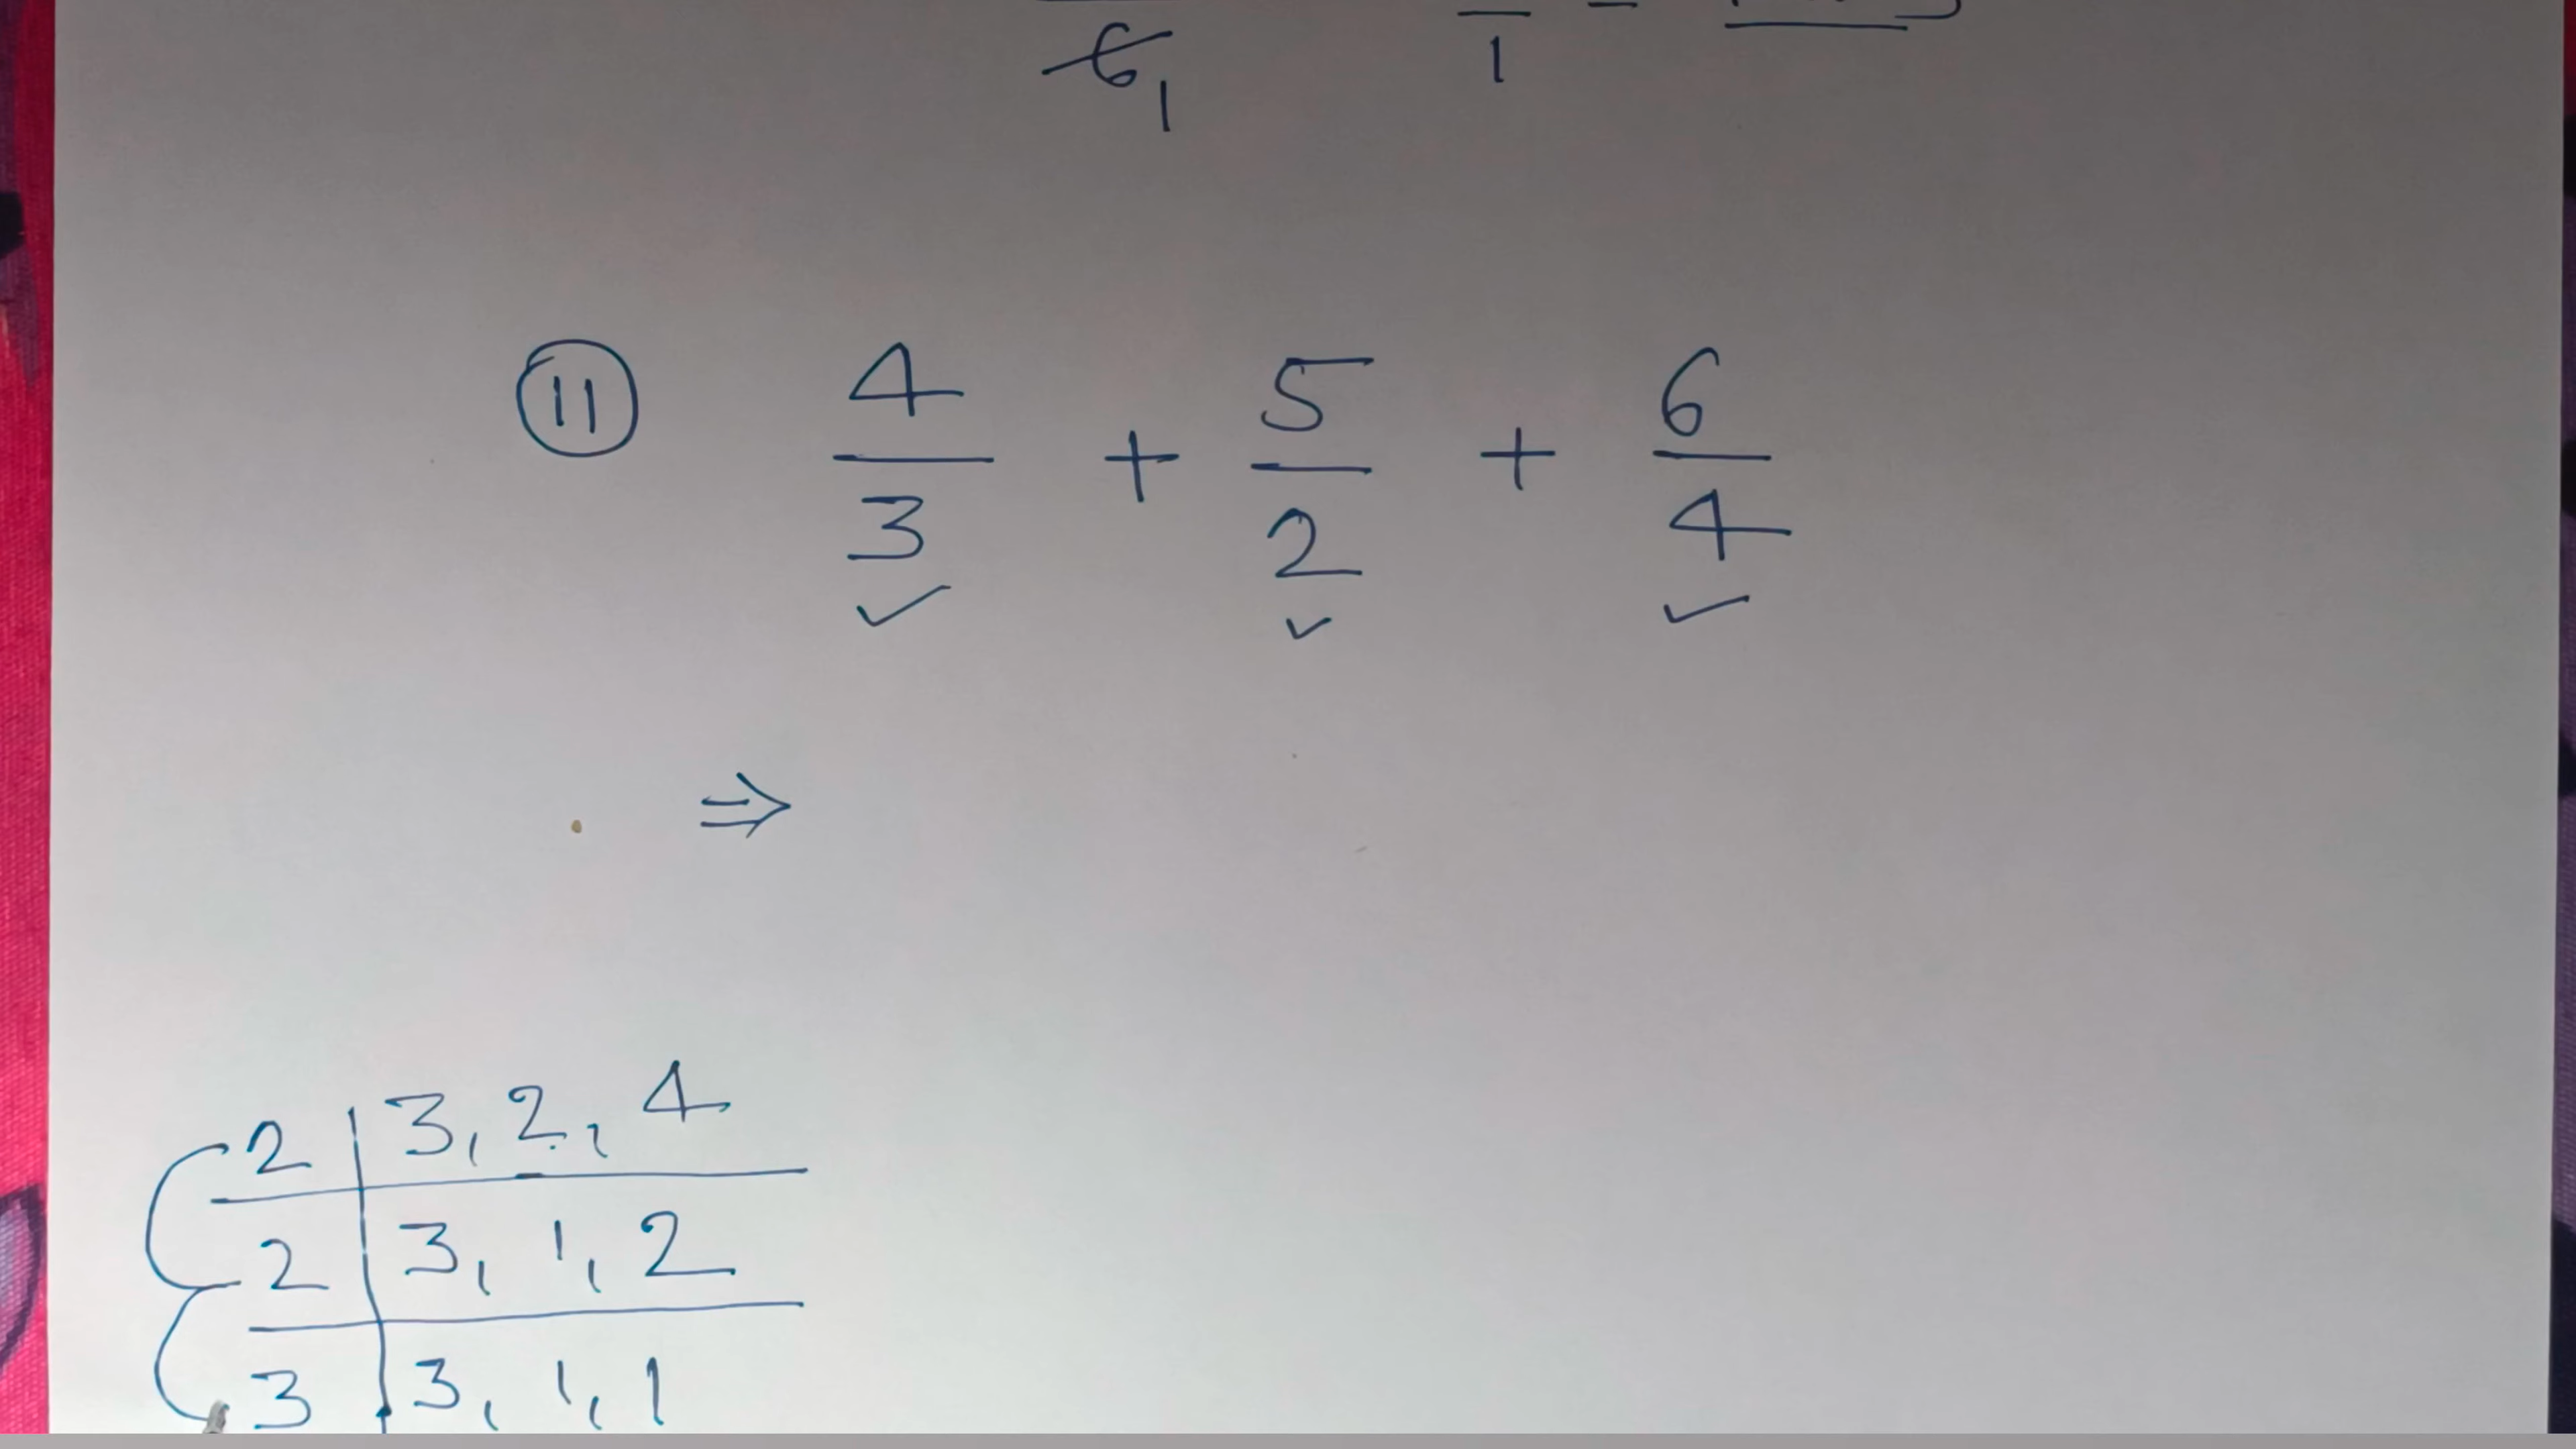 6 1 1
11 4/3 + 5/2 + 6/4
✓ ✓ ✓
⇒
2 | 3, 2, 4
2 | 3, 1, 2
3 | 3, 1, 1